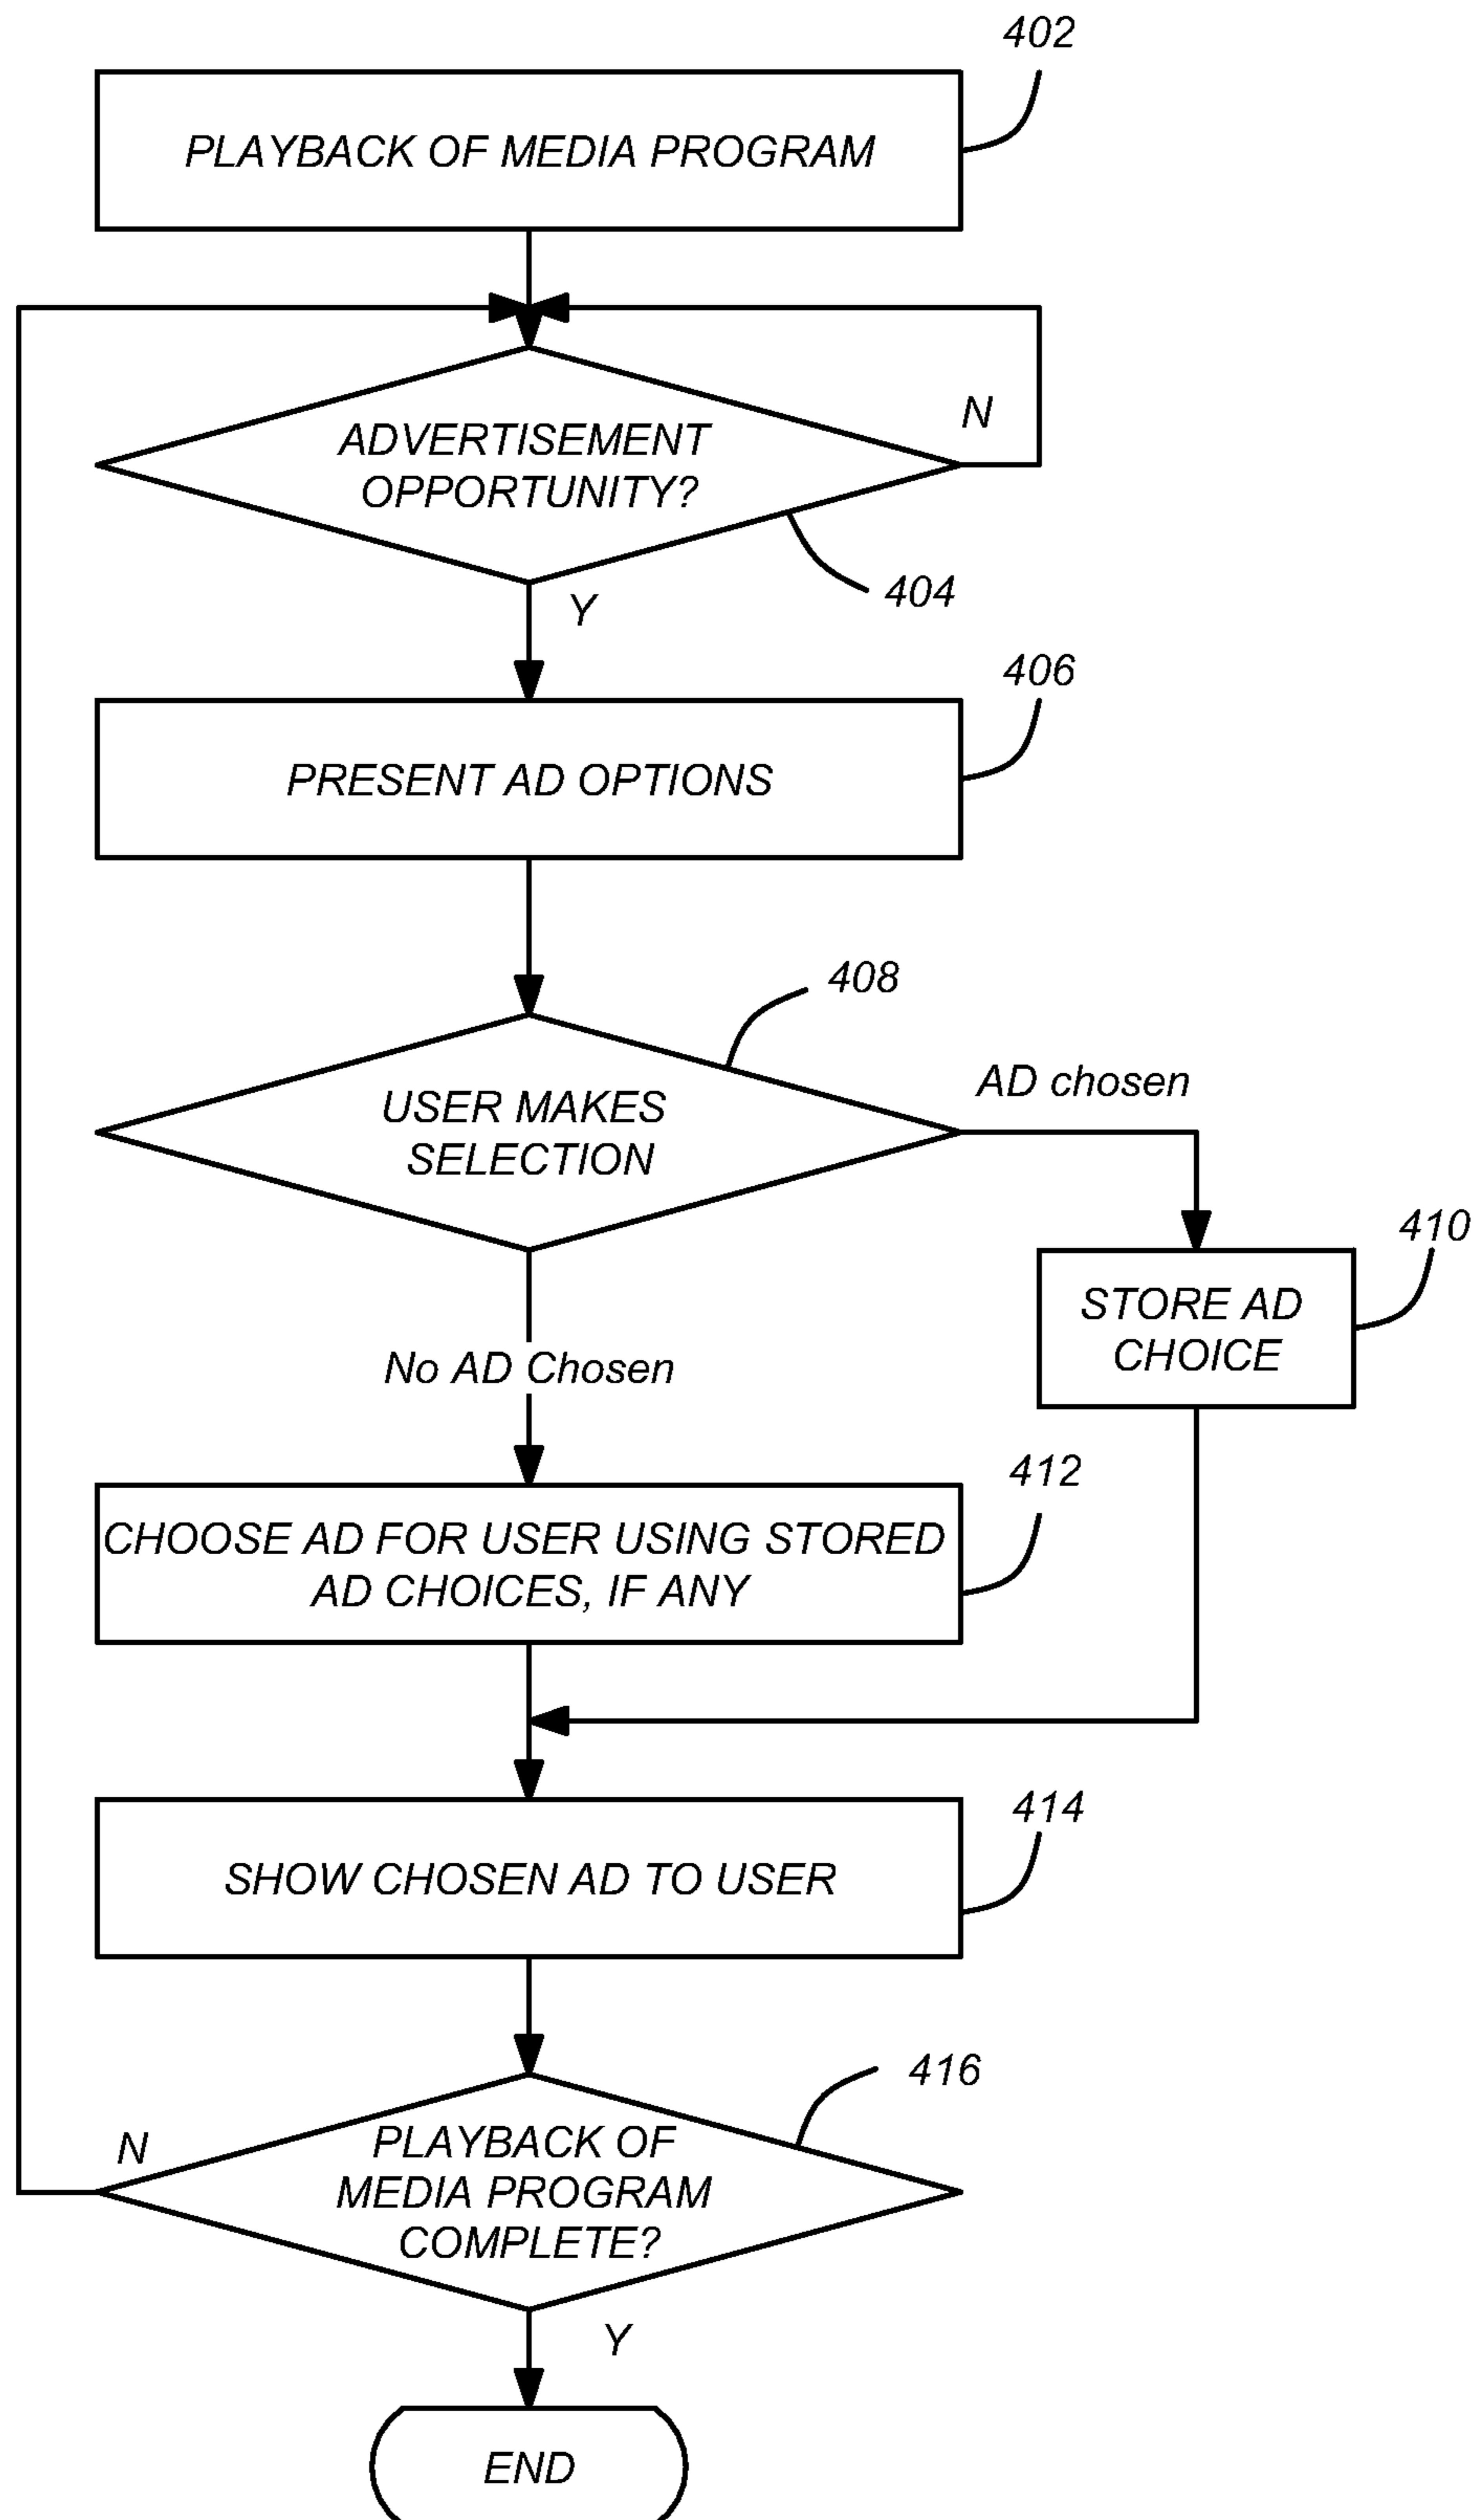 402
PLAYBACK OF MEDIA PROGRAM
ADVERTISEMENT
OPPORTUNITY?
N
404
Y
406
PRESENT AD OPTIONS
408
USER MAKES
SELECTION
AD chosen
410
STORE AD
CHOICE
No AD Chosen
412
CHOOSE AD FOR USER USING STORED
AD CHOICES, IF ANY
414
SHOW CHOSEN AD TO USER
416
N
PLAYBACK OF
MEDIA PROGRAM
COMPLETE?
Y
END